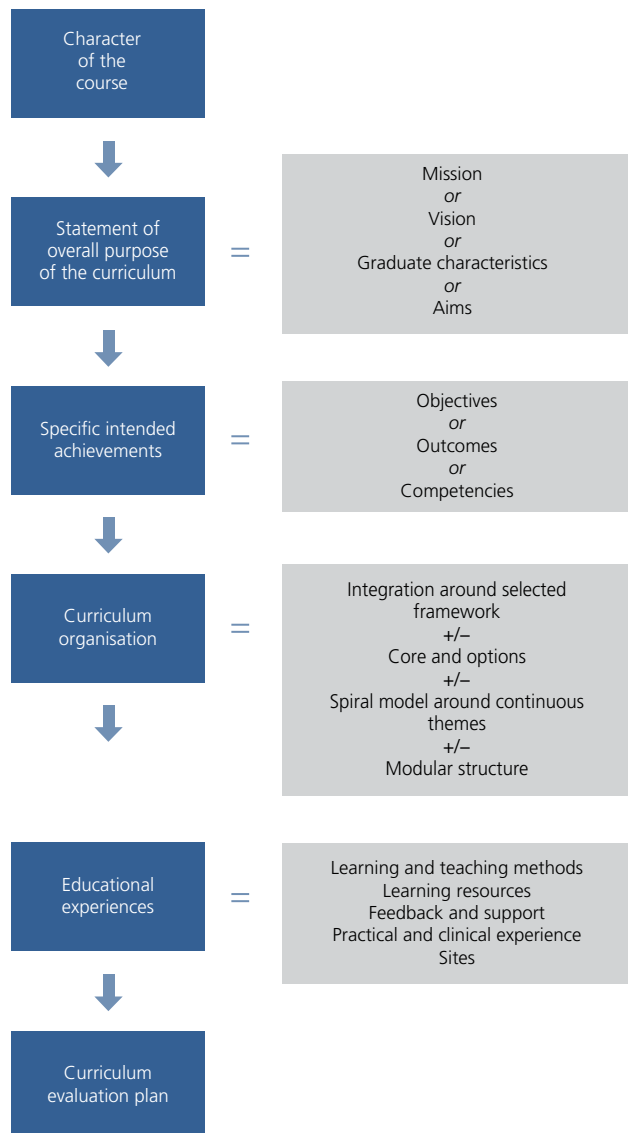 Character
of the
course
Statement of
overall purpose
of the curriculum
=
Mission
or
Vision
or
Graduate characteristics
or
Aims
Specific intended
achievements
=
Objectives
or
Outcomes
or
Competencies
Curriculum
organisation
=
Integration around selected
framework
+/–
Core and options
+/–
Spiral model around continuous
themes
+/–
Modular structure
Educational
experiences
=
Learning and teaching methods
Learning resources
Feedback and support
Practical and clinical experience
Sites
Curriculum
evaluation plan